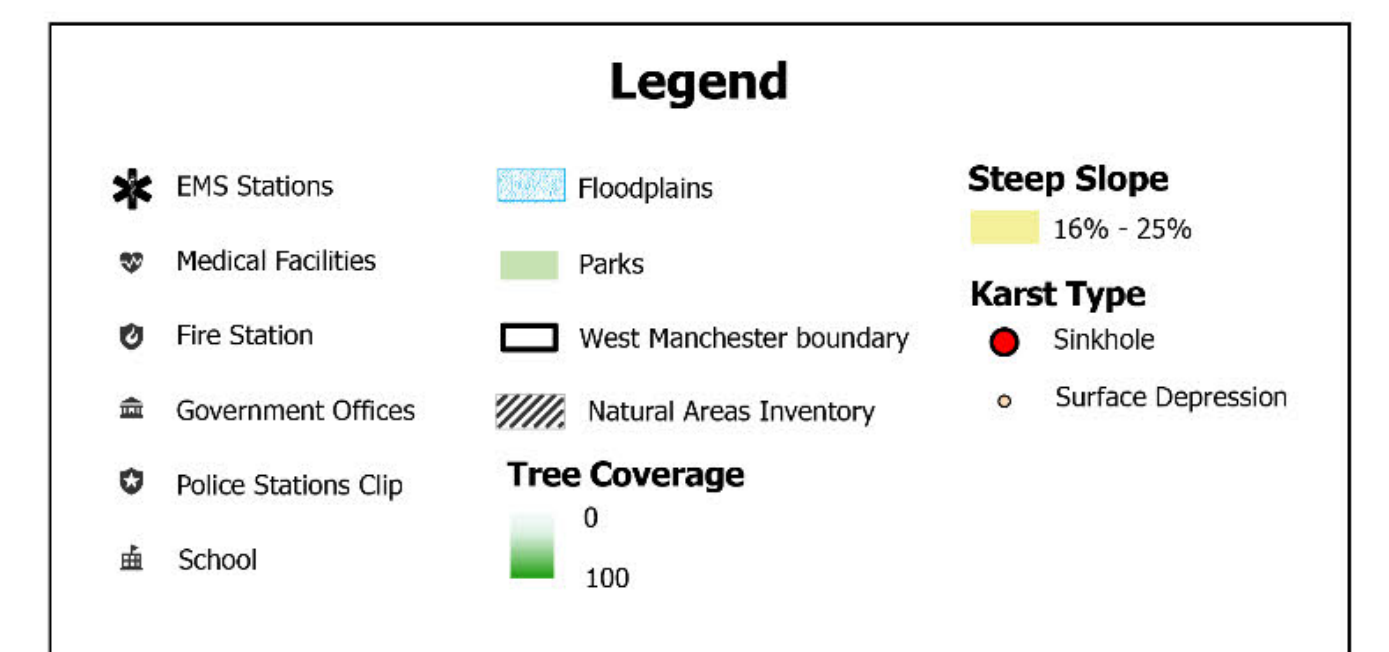 Legend
EMS Stations
Medical Facilities
Fire Station
Government Offices
Police Stations Clip
School
Floodplains
Parks
West Manchester boundary
Natural Areas Inventory
Tree Coverage
0
100
Steep Slope
16% - 25%
Karst Type
Sinkhole
Surface Depression